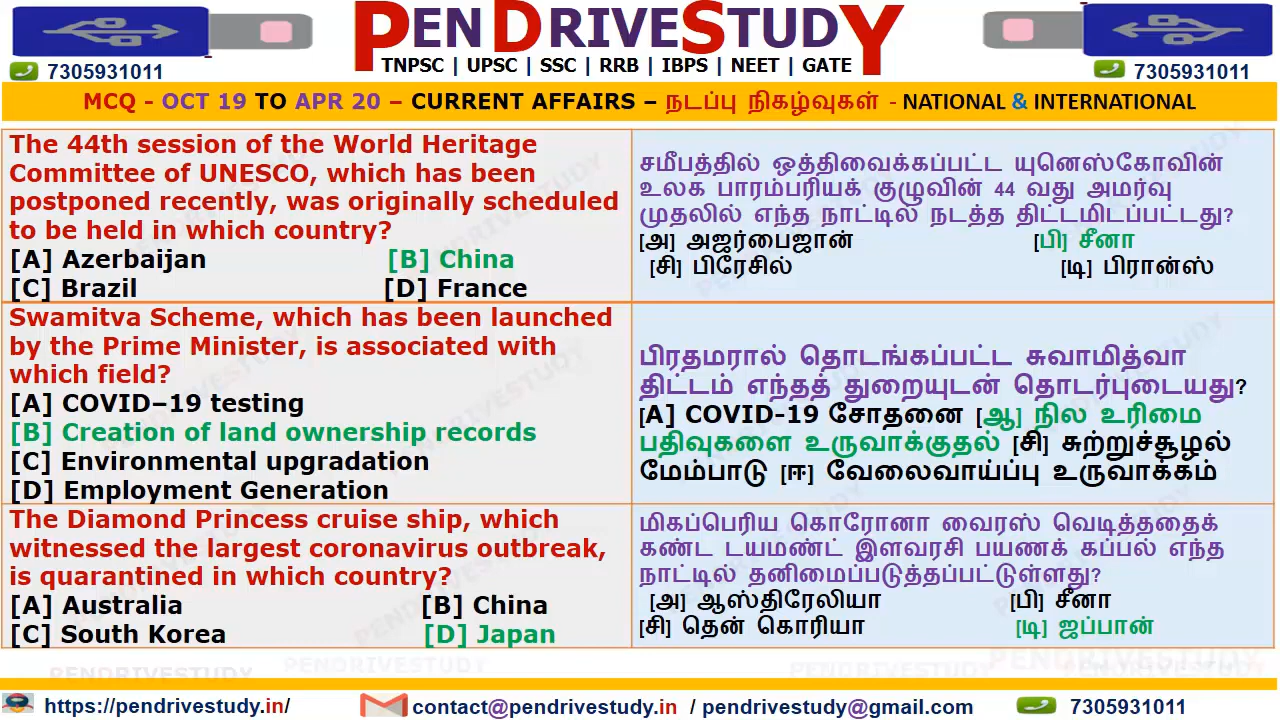 PENDRIVESTUDY
TNPSC | UPSC | SSC | RRB | IBPS | NEET | GATE
7305931011
7305931011
MCQ - OCT 19 TO APR 20 – CURRENT AFFAIRS – நடப்பு நிகழ்வுகள் - NATIONAL & INTERNATIONAL
The 44th session of the World Heritage
Committee of UNESCO, which has been
postponed recently, was originally scheduled
to be held in which country?
[A] Azerbaijan [B] China
[C] Brazil [D] France
சமீபத்தில் ஒத்திவைக்கப்பட்ட யுனெஸ்கோவின்
உலக பாரம்பரியக் குழுவின் 44 வது அமர்வு
முதலில் எந்த நாட்டில் நடத்த திட்டமிடப்பட்டது?
[அ] அஜர்பைஜான் [பி] சீனா
[சி] பிரேசில் [டி] பிரான்ஸ்
Swamitva Scheme, which has been launched
by the Prime Minister, is associated with
which field?
[A] COVID–19 testing
[B] Creation of land ownership records
[C] Environmental upgradation
[D] Employment Generation
பிரதமரால் தொடங்கப்பட்ட சுவாமித்வா
திட்டம் எந்தத் துறையுடன் தொடர்புடையது?
[A] COVID-19 சோதனை [ஆ] நில உரிமை
பதிவுகளை உருவாக்குதல் [சி] சுற்றுச்சூழல்
மேம்பாடு [ஈ] வேலைவாய்ப்பு உருவாக்கம்
The Diamond Princess cruise ship, which
witnessed the largest coronavirus outbreak,
is quarantined in which country?
[A] Australia [B] China
[C] South Korea [D] Japan
மிகப்பெரிய கொரோனா வைரஸ் வெடித்ததைக்
கண்ட டயமண்ட் இளவரசி பயணக் கப்பல் எந்த
நாட்டில் தனிமைப்படுத்தப்பட்டுள்ளது?
[அ] ஆஸ்திரேலியா [பி] சீனா
[சி] தென் கொரியா [டி] ஜப்பான்
https://pendrivestudy.in/ contact@pendrivestudy.in / pendrivestudy@gmail.com 7305931011